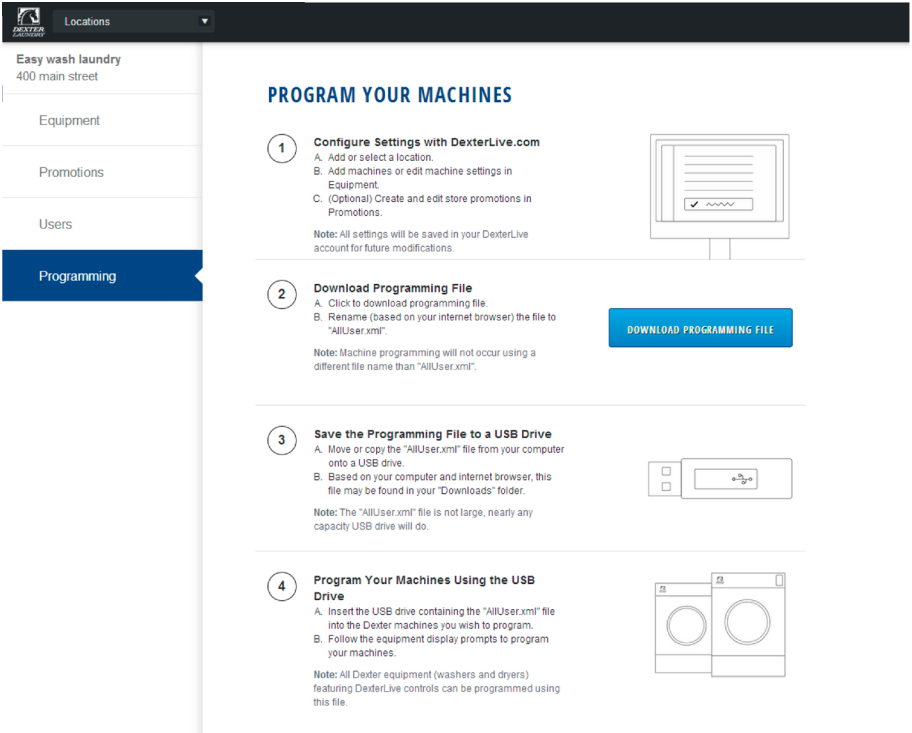 DEXTER
LAUNDRY
Locations
Easy wash laundry
400 main street
Equipment
Promotions
Users
Programming
PROGRAM YOUR MACHINES
1
Configure Settings with DexterLive.com
A. Add or select a location.
B. Add machines or edit machine settings in
Equipment.
C. (Optional) Create and edit store promotions in
Promotions.
Note: All settings will be saved in your DexterLive
account for future modifications.
2
Download Programming File
A. Click to download programming file.
B. Rename (based on your internet browser) the file to
"AllUser.xml".
Note: Machine programming will not occur using a
different file name than "AllUser.xml".
DOWNLOAD PROGRAMMING FILE
3
Save the Programming File to a USB Drive
A. Move or copy the "AllUser.xml" file from your computer
onto a USB drive.
B. Based on your computer and internet browser, this
file may be found in your "Downloads" folder.
Note: The "AllUser.xml" file is not large, nearly any
capacity USB drive will do.
4
Program Your Machines Using the USB
Drive
A. Insert the USB drive containing the "AllUser.xml" file
into the Dexter machines you wish to program.
B. Follow the equipment display prompts to program
your machines.
Note: All Dexter equipment (washers and dryers)
featuring DexterLive controls can be programmed using
this file.